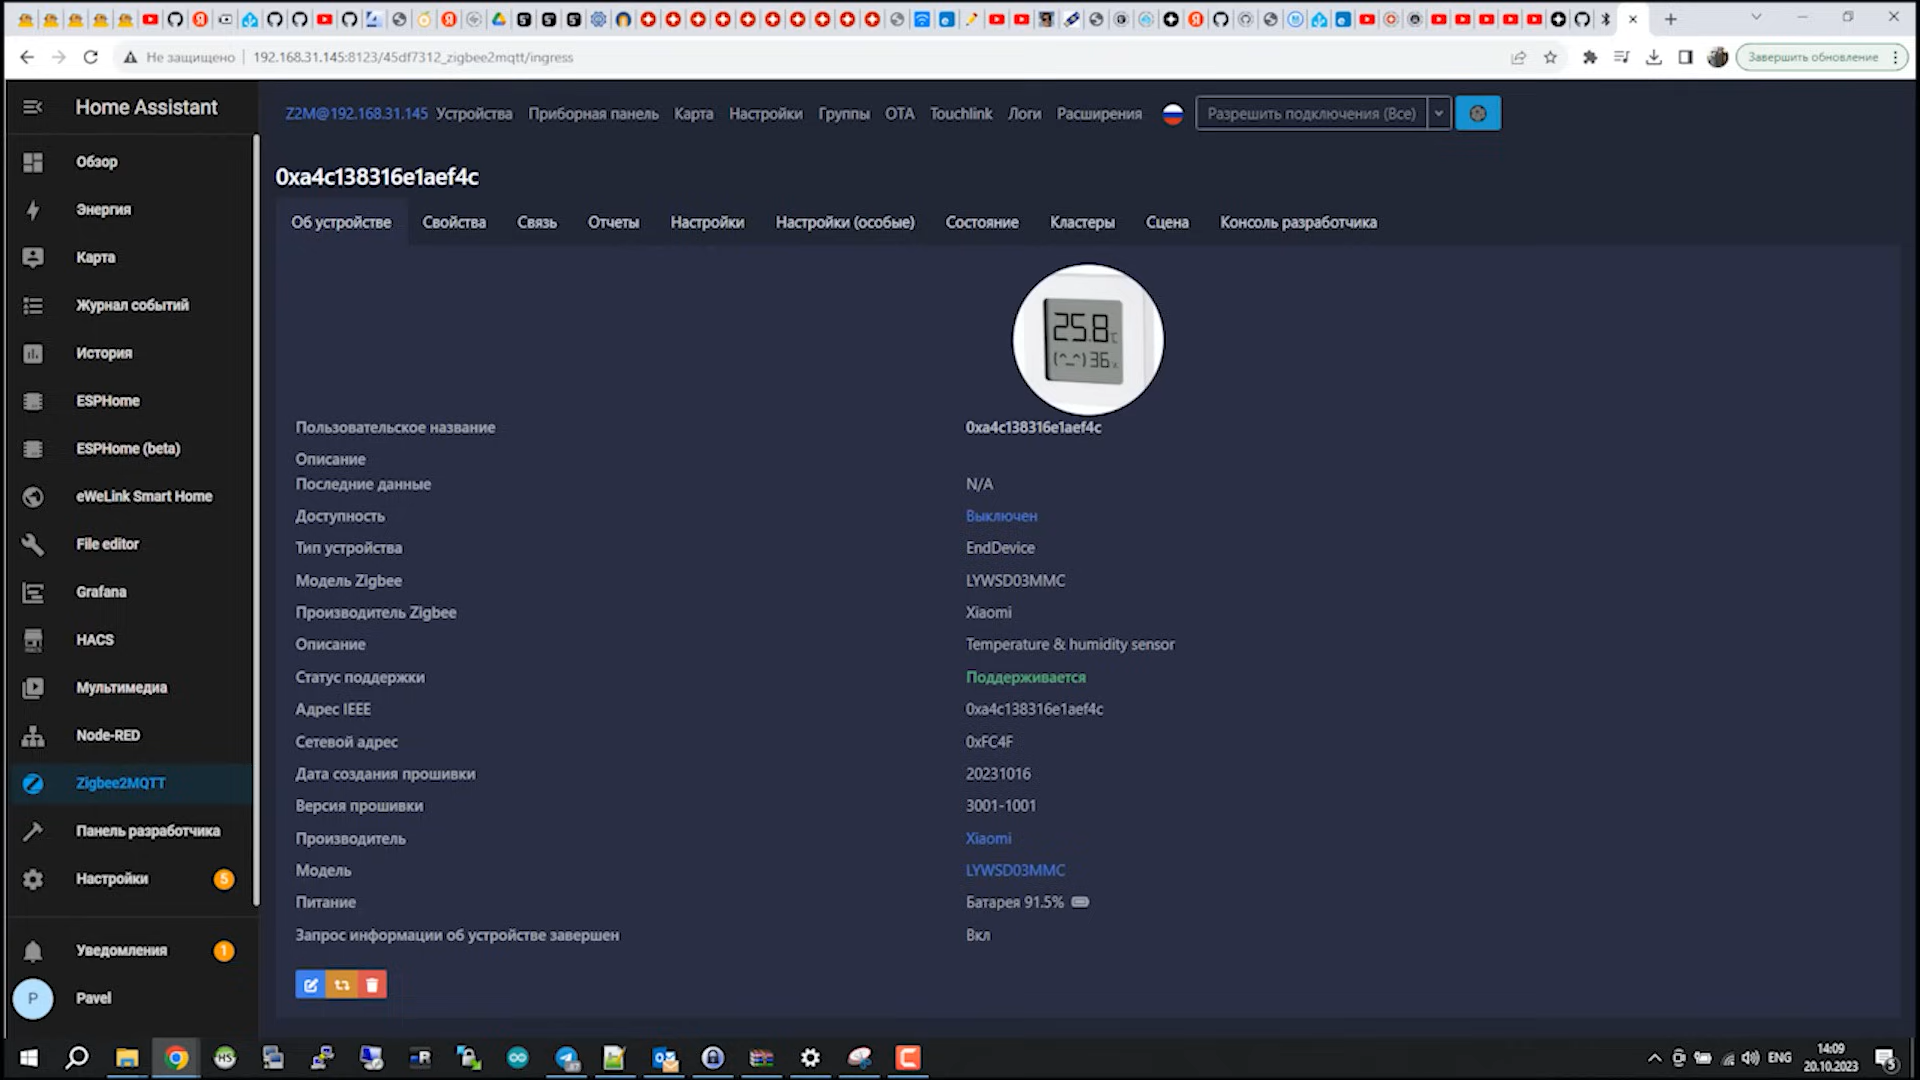 Не защищено
192.168.31.145:8123/45df7312_zigbee2mqtt/ingress
Завершить обновление
Home Assistant
Обзор
Энергия
Карта
Журнал событий
История
ESPHome
ESPHome (beta)
eWeLink Smart Home
File editor
Grafana
HACS
Мультимедиа
Node-RED
Zigbee2MQTT
Панель разработчика
Настройки 5
Уведомления 1
P Pavel
Z2M@192.168.31.145 Устройства Приборная панель Карта Настройки Группы OTA Touchlink Логи Расширения Разрешить подключения (Все)
0xa4c138316e1aef4c
Об устройстве Свойства Связь Отчеты Настройки Настройки (особые) Состояние Кластеры Сцена Консоль разработчика
25.8 °C
(^_^) 36 %
Пользовательское название 0xa4c138316e1aef4c
Описание
Последние данные N/A
Доступность Выключен
Тип устройства EndDevice
Модель Zigbee LYWSD03MMC
Производитель Zigbee Xiaomi
Описание Temperature & humidity sensor
Статус поддержки Поддерживается
Адрес IEEE 0xa4c138316e1aef4c
Сетевой адрес 0xFC4F
Дата создания прошивки 20231016
Версия прошивки 3001-1001
Производитель Xiaomi
Модель LYWSD03MMC
Питание Батарея 91.5%
Запрос информации об устройстве завершен Вкл
ENG
14:09
20.10.2023
5